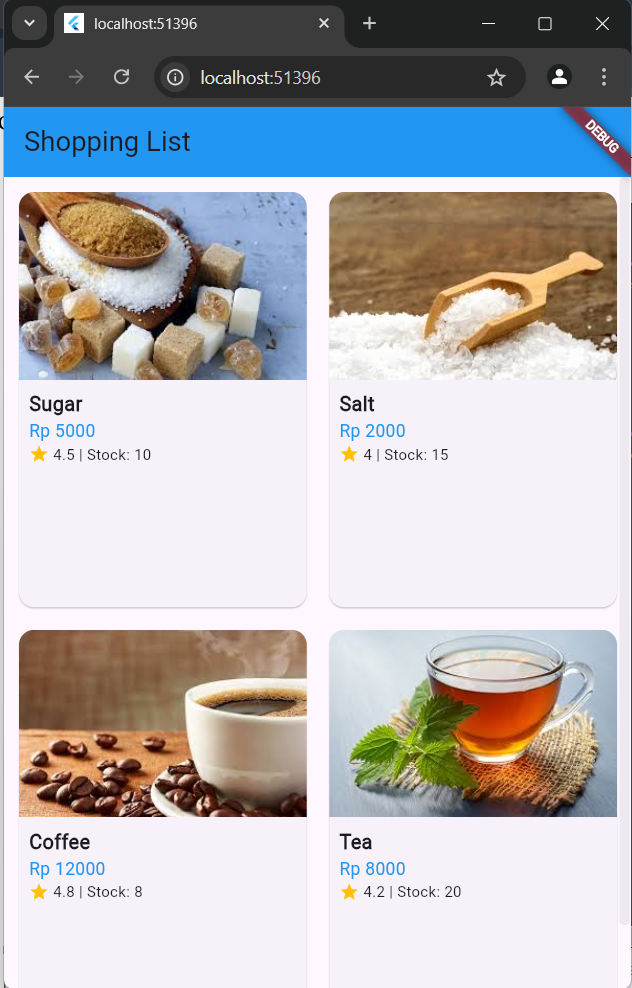 localhost:51396
localhost:51396
Shopping List
DEBUG
Sugar
Rp 5000
4.5 | Stock: 10
Salt
Rp 2000
4 | Stock: 15
Coffee
Rp 12000
4.8 | Stock: 8
Tea
Rp 8000
4.2 | Stock: 20